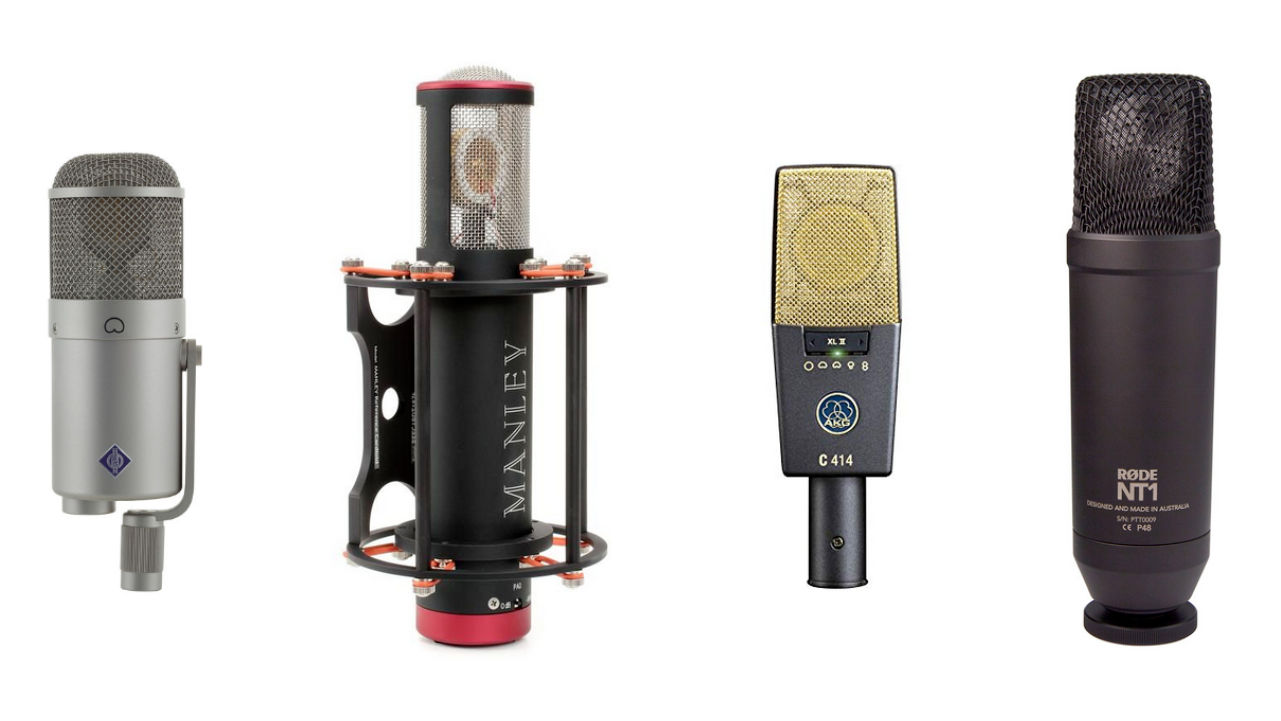 MANLEY
PAD
0 dB
XL II
AKG
C 414
RØDE
NT1
DESIGNED AND MADE IN AUSTRALIA
S/N: PTT0009
CE P48